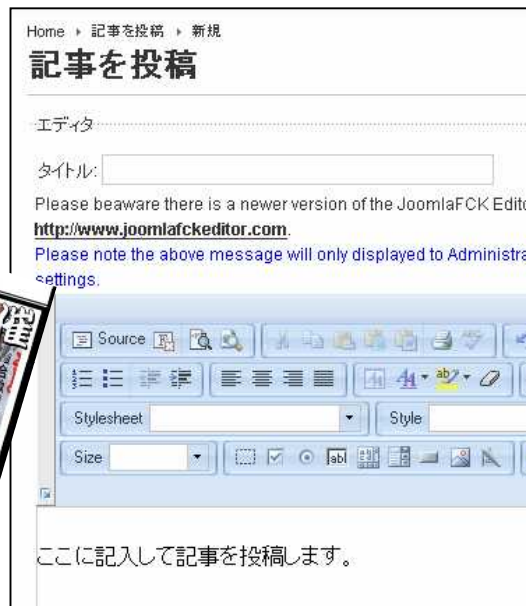 Home ▸ 記事を投稿 ▸ 新規
記事を投稿
エディタ
タイトル:
Please beaware there is a newer version of the JoomlaFCK
http://www.joomlafckeditor.com.
Please note the above message will only displayed to
settings.
Source
Stylesheet Style
Size
ここに記入して記事を投稿します。